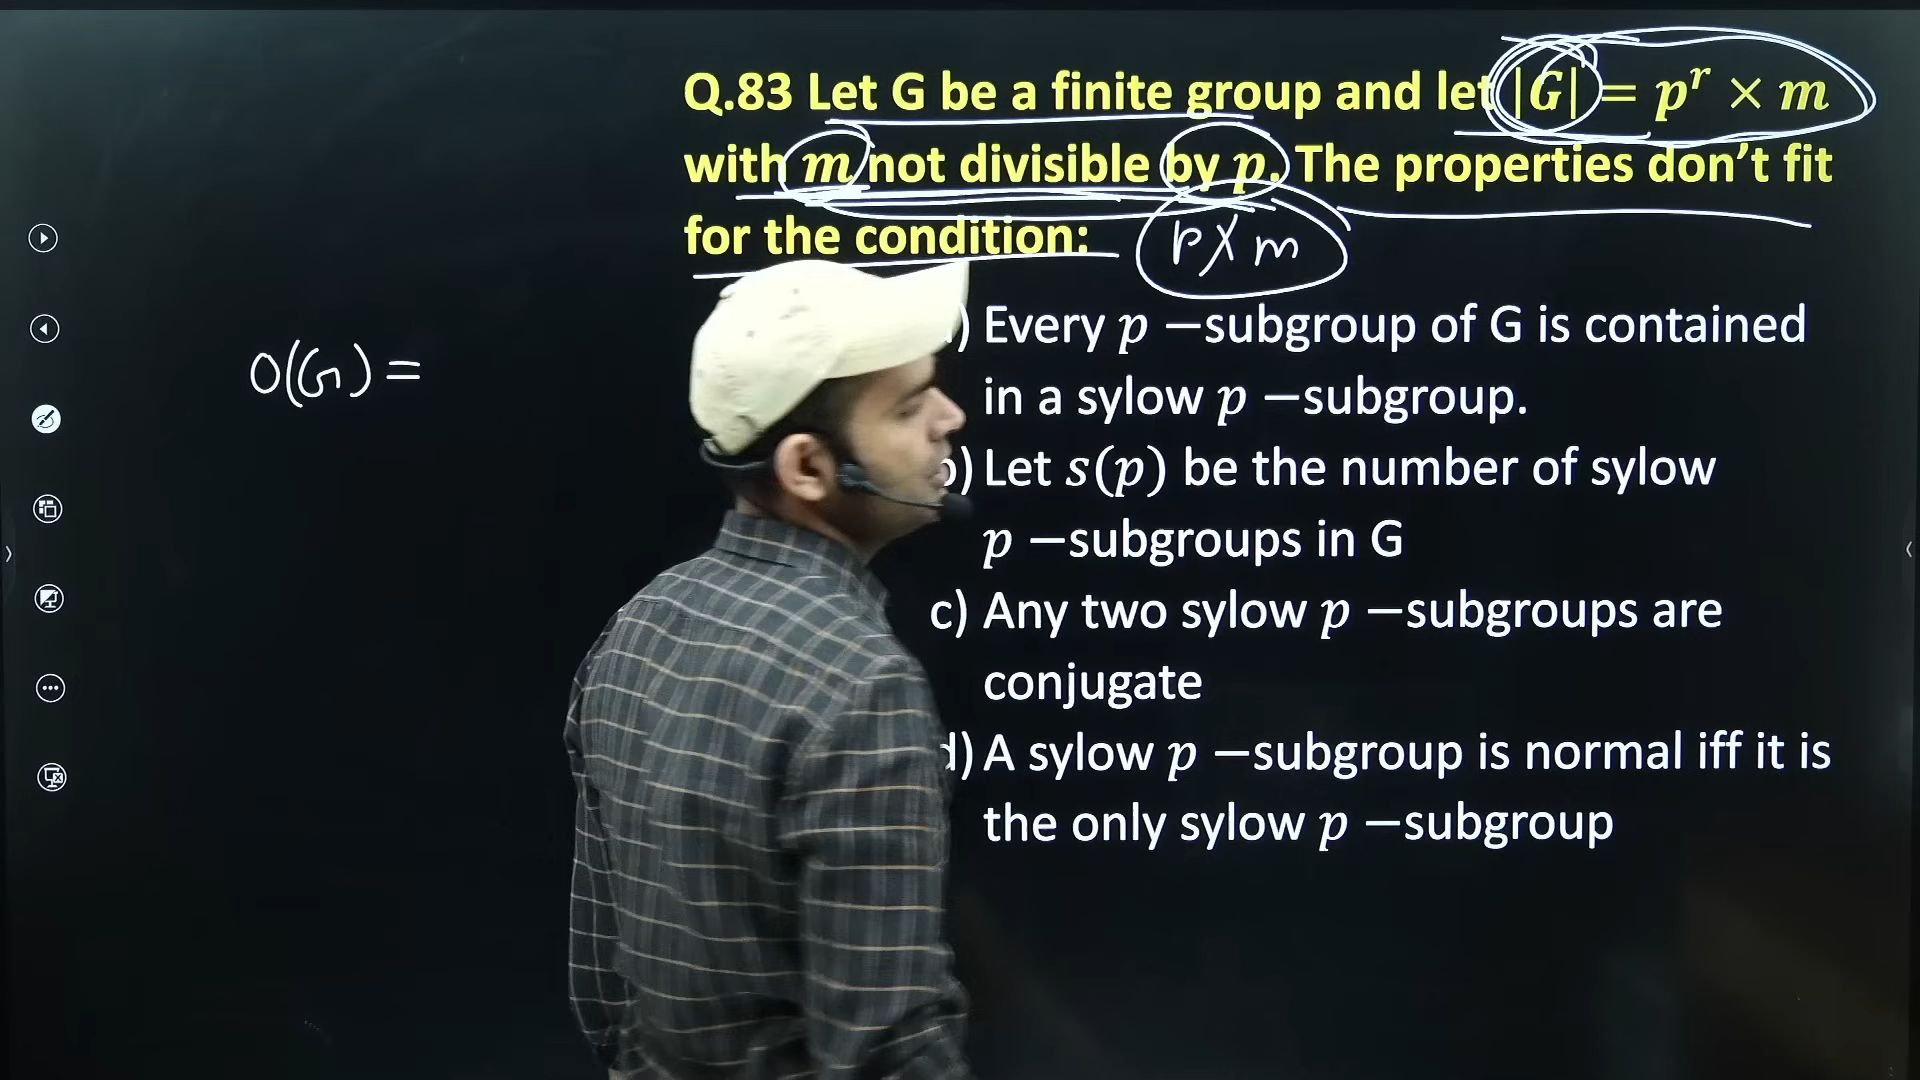 Q.83 Let G be a finite group and let |G| = pʳ × m
with m not divisible by p. The properties don’t fit
for the condition:
p∤m
O(G) =
) Every p −subgroup of G is contained
in a sylow p −subgroup.
b) Let s(p) be the number of sylow
p −subgroups in G
c) Any two sylow p −subgroups are
conjugate
d) A sylow p −subgroup is normal iff it is
the only sylow p −subgroup